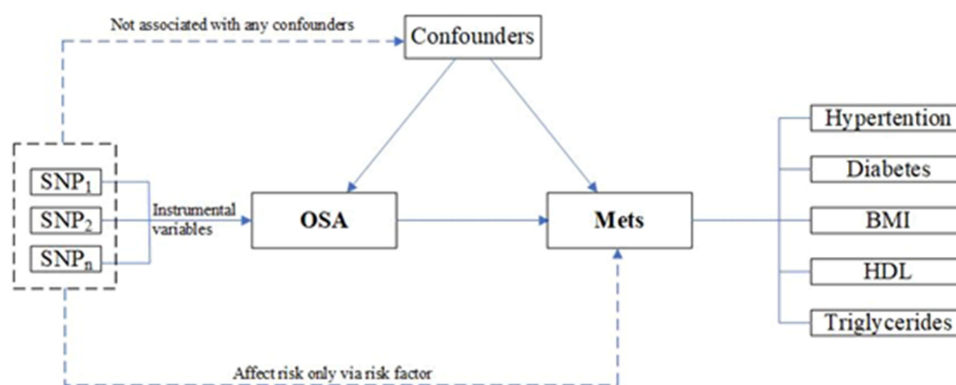 Not associated with any confounders
Confounders
SNP₁
SNP₂
SNPₙ
Instrumental
variables
OSA
Mets
Hypertention
Diabetes
BMI
HDL
Triglycerides
Affect risk only via risk factor